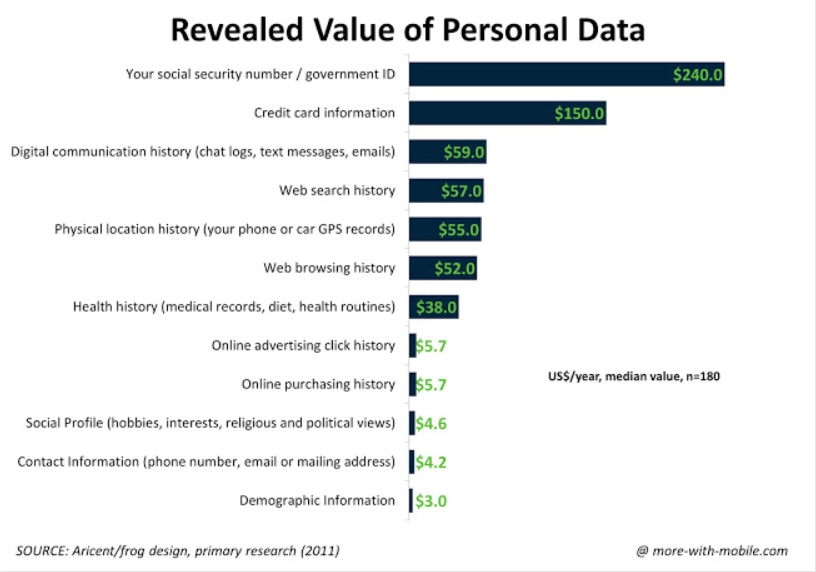 Revealed Value of Personal Data
Your social security number / government ID $240.0
Credit card information $150.0
Digital communication history (chat logs, text messages, emails) $59.0
Web search history $57.0
Physical location history (your phone or car GPS records) $55.0
Web browsing history $52.0
Health history (medical records, diet, health routines) $38.0
Online advertising click history $5.7
Online purchasing history $5.7
US$/year, median value, n=180
Social Profile (hobbies, interests, religious and political views) $4.6
Contact Information (phone number, email or mailing address) $4.2
Demographic Information $3.0
SOURCE: Aricent/frog design, primary research (2011) @ more-with-mobile.com